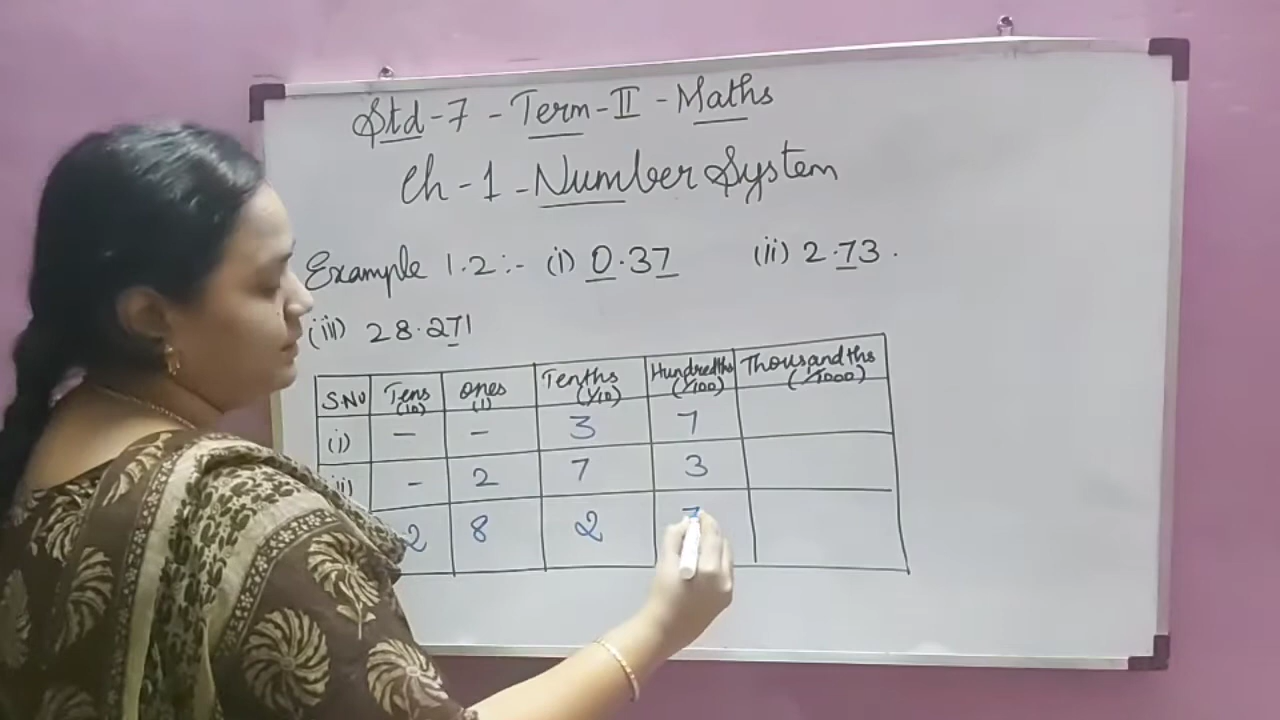 Std-7 - Term-II - Maths
Ch-1 - Number System
Example 1.2:- (i) 0.37 (ii) 2.73.
(iii) 28.271
S.NO Tens (10) Ones (1) Tenths (1/10) Hundredths (1/100) Thousandths (1/1000)
(i) – – 3 7
(ii) - 2 7 3
2 8 2